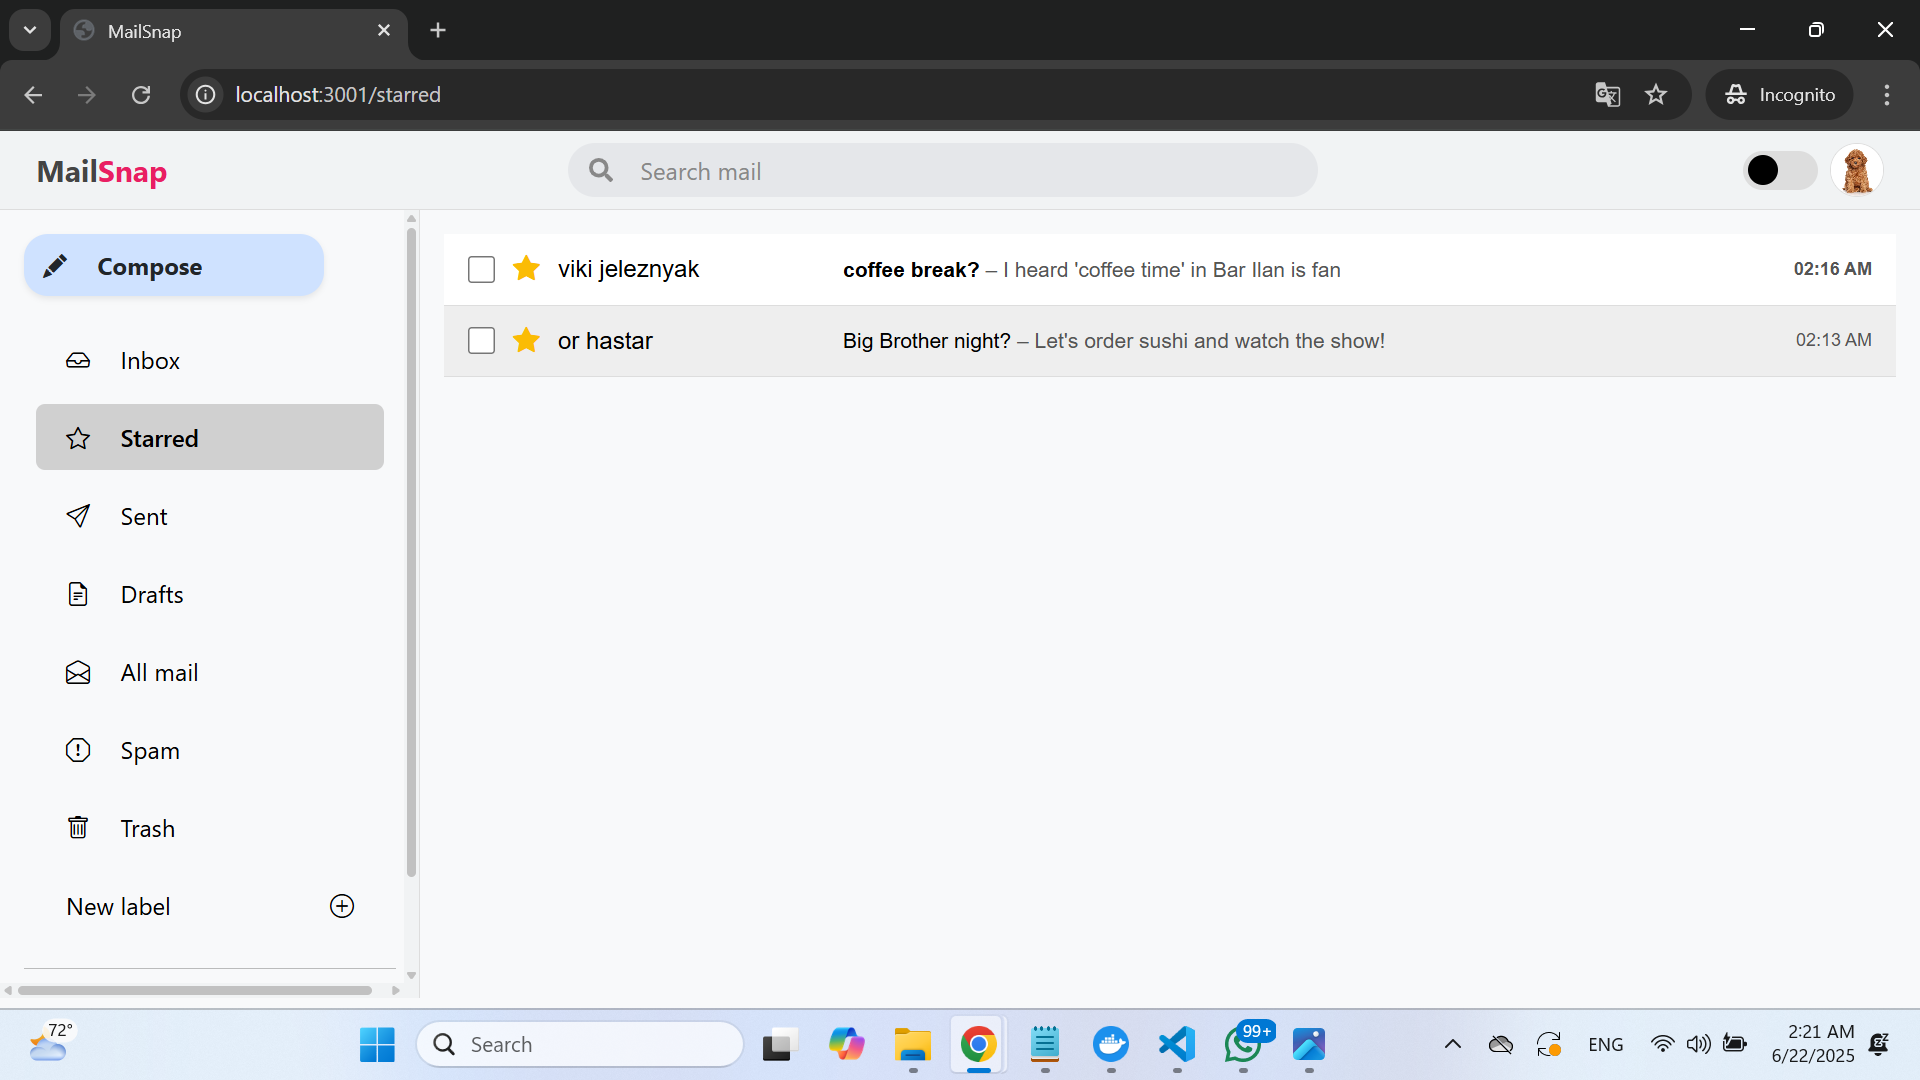 MailSnap
localhost:3001/starred
Incognito
MailSnap
Search mail
Compose
Inbox
Starred
Sent
Drafts
All mail
Spam
Trash
New label
viki jeleznyak coffee break? – I heard 'coffee time' in Bar Ilan is fan 02:16 AM
or hastar Big Brother night? – Let's order sushi and watch the show! 02:13 AM
72°
Search
99+
ENG
2:21 AM
6/22/2025